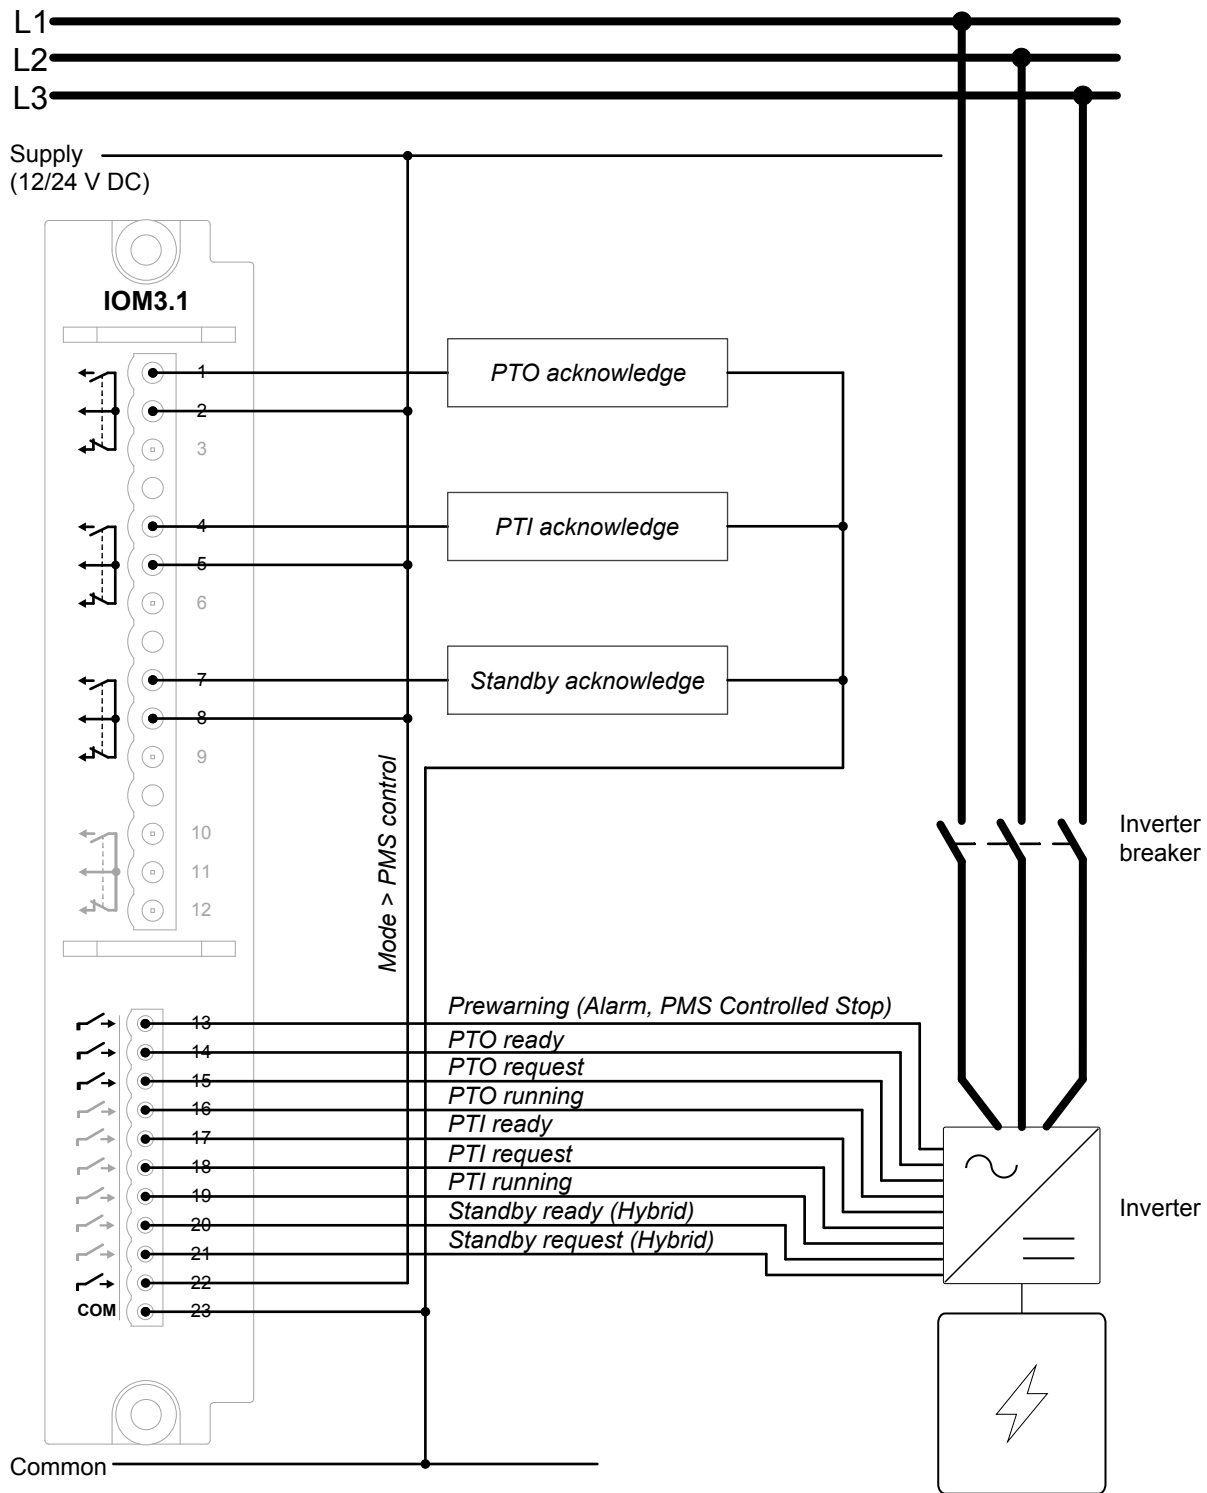 L1
L2
L3
Supply
(12/24 V DC)
IOM3.1
1
PTO acknowledge
2
3
4
PTI acknowledge
5
6
7
Standby acknowledge
8
9
Mode > PMS control
10
11
12
Inverter
breaker
Prewarning (Alarm, PMS Controlled Stop)
13
PTO ready
14
PTO request
15
PTO running
16
PTI ready
17
PTI request
18
PTI running
19
Standby ready (Hybrid)
20
Standby request (Hybrid)
21
Inverter
22
COM
23
Common